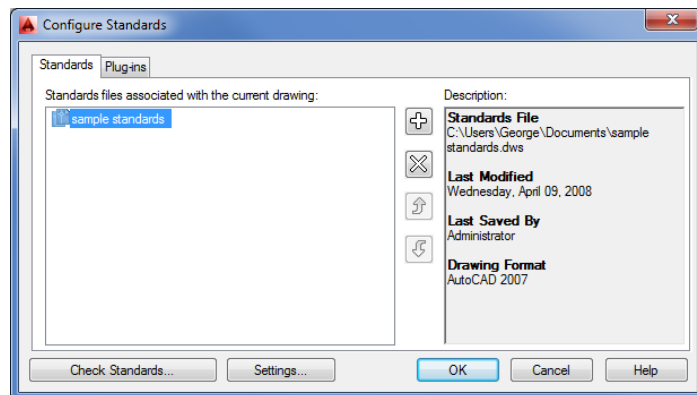 Configure Standards
Standards Plug-ins
Standards files associated with the current drawing:
sample standards
Description:
Standards File
C:\Users\George\Documents\sample
standards.dws
Last Modified
Wednesday, April 09, 2008
Last Saved By
Administrator
Drawing Format
AutoCAD 2007
Check Standards... Settings... OK Cancel Help